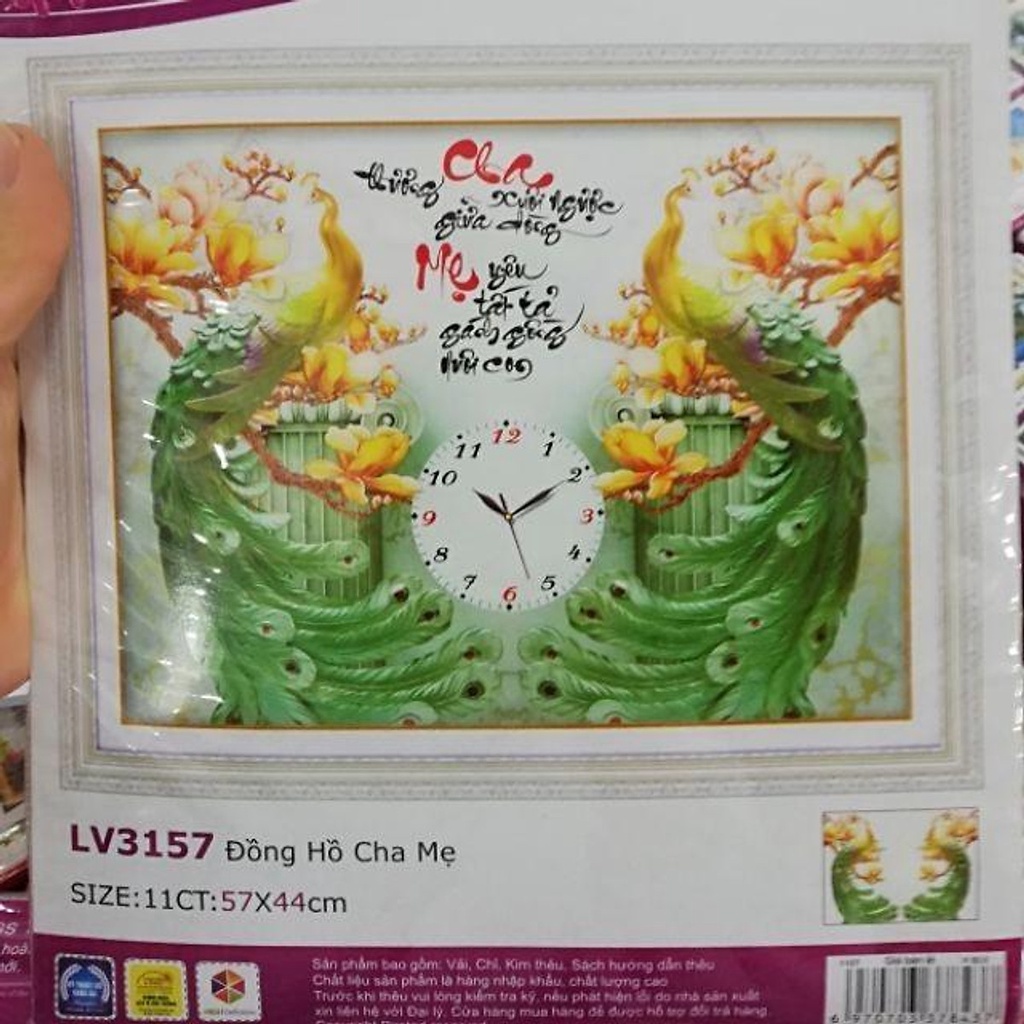 thương Cha xuôi ngược
giữa dòng
Mẹ yêu
tất tả
gánh gồng
nuôi con
12
11 1
10 2
9 3
8 4
7 5
6
LV3157 Đồng Hồ Cha Mẹ
SIZE:11CT:57X44cm
Sản phẩm bao gồm: Vải, Chỉ, Kim thêu, Sách hướng dẫn thêu
Chất liệu sản phẩm là hàng nhập khẩu, chất lượng cao
Trước khi thêu vui lòng kiểm tra kỹ, nếu phát hiện lỗi do nhà sản xuất
xin liên hệ với Đại lý, Cửa hàng mua hàng để được hỗ trợ đổi trả hàng